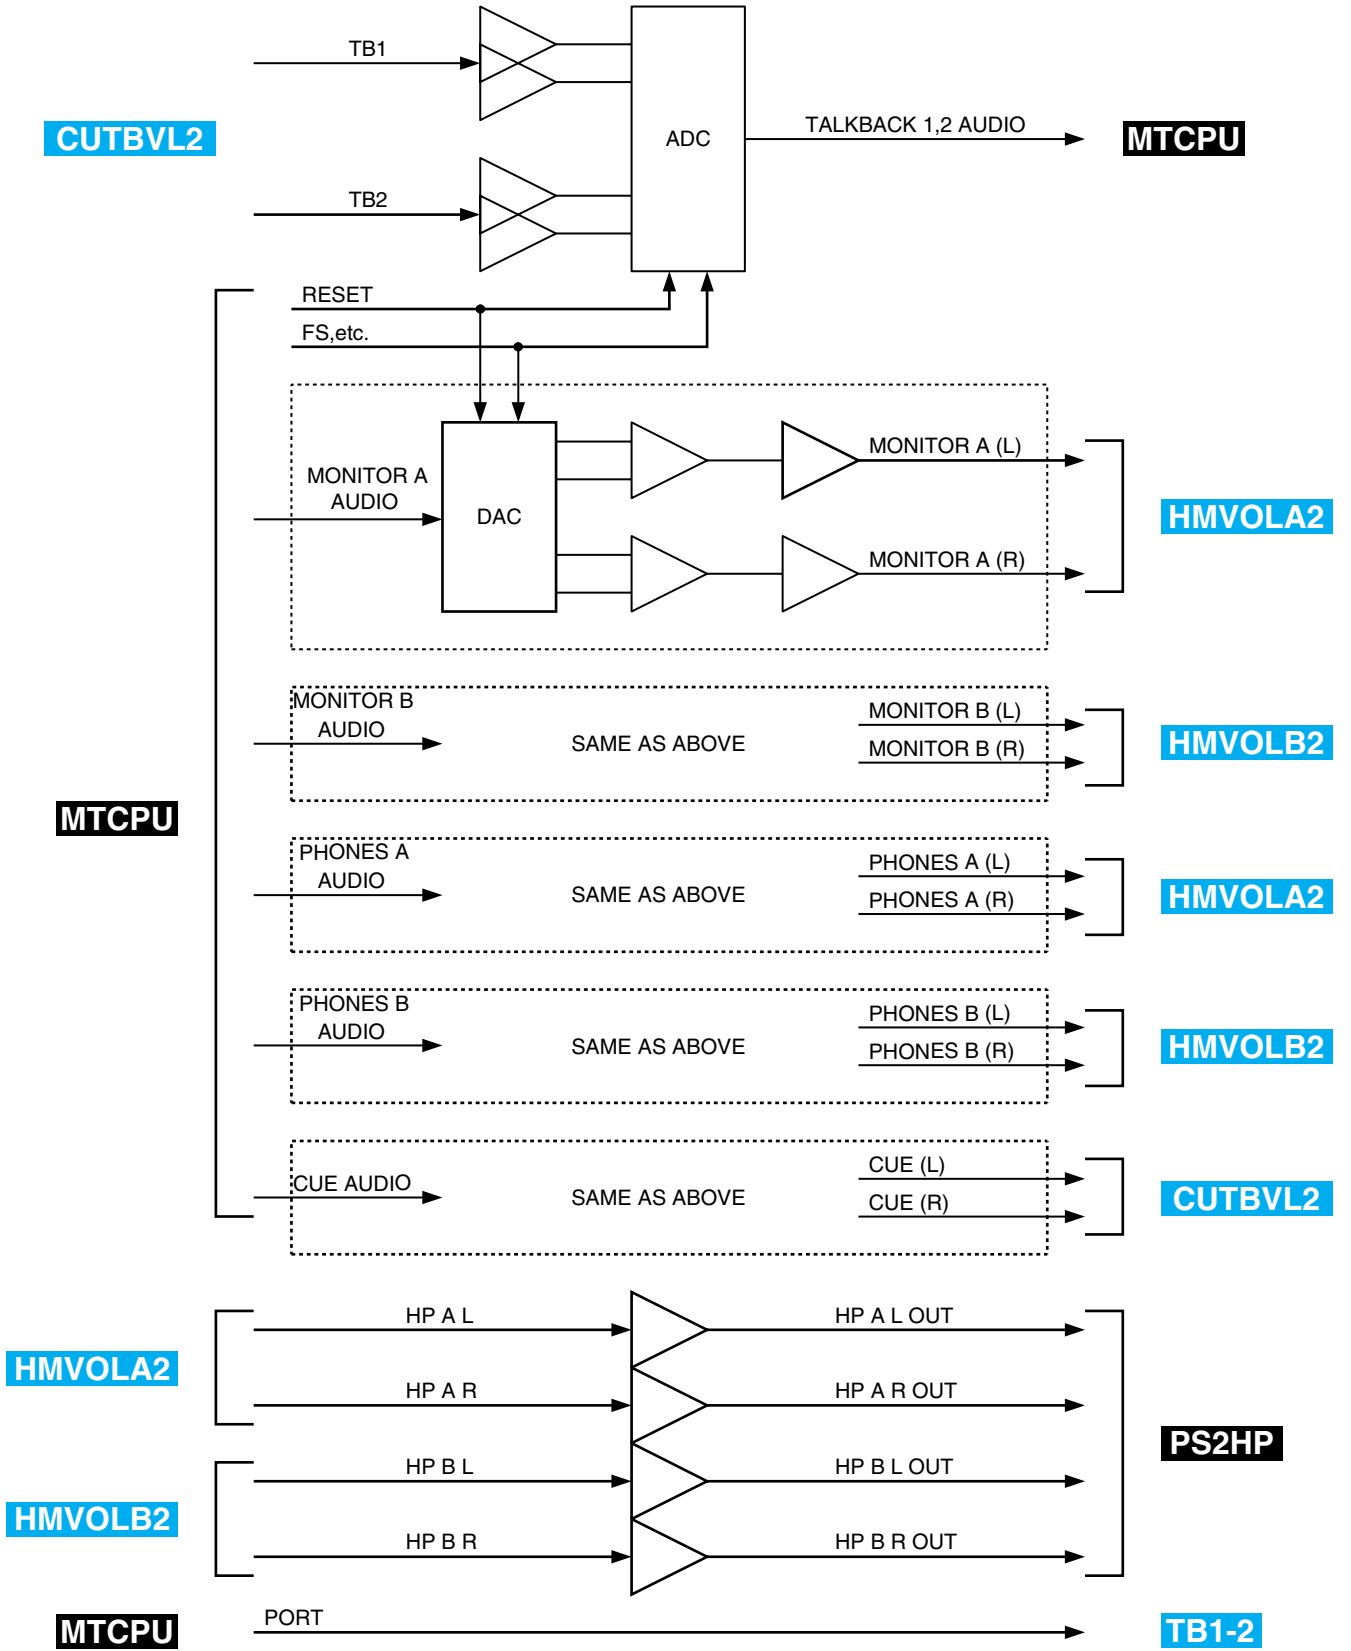 TB1
CUTBVL2
ADC
TALKBACK 1,2 AUDIO
MTCPU
TB2
RESET
FS,etc.
MONITOR A
AUDIO
DAC
MONITOR A (L)
MONITOR A (R)
HMVOLA2
MONITOR B
AUDIO
SAME AS ABOVE
MONITOR B (L)
MONITOR B (R)
HMVOLB2
MTCPU
PHONES A
AUDIO
SAME AS ABOVE
PHONES A (L)
PHONES A (R)
HMVOLA2
PHONES B
AUDIO
SAME AS ABOVE
PHONES B (L)
PHONES B (R)
HMVOLB2
CUE AUDIO
SAME AS ABOVE
CUE (L)
CUE (R)
CUTBVL2
HMVOLA2
HP A L
HP A L OUT
HP A R
HP A R OUT
PS2HP
HMVOLB2
HP B L
HP B L OUT
HP B R
HP B R OUT
MTCPU
PORT
TB1-2